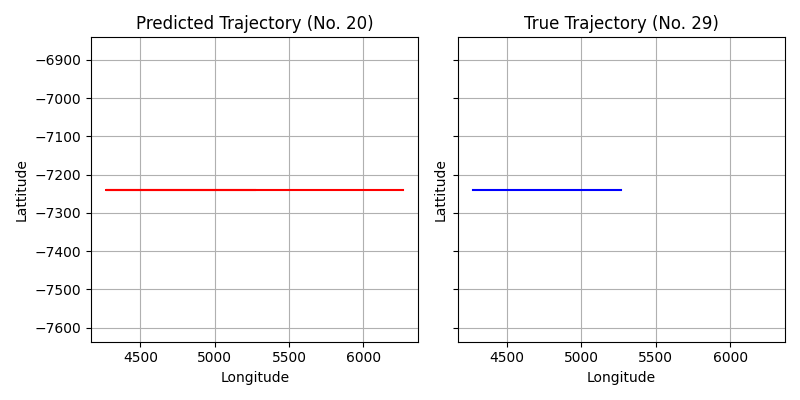 Predicted Trajectory (No. 20)
True Trajectory (No. 29)
Lattitude
−6900
−7000
−7100
−7200
−7300
−7400
−7500
−7600
4500 5000 5500 6000
Longitude
Lattitude
4500 5000 5500 6000
Longitude